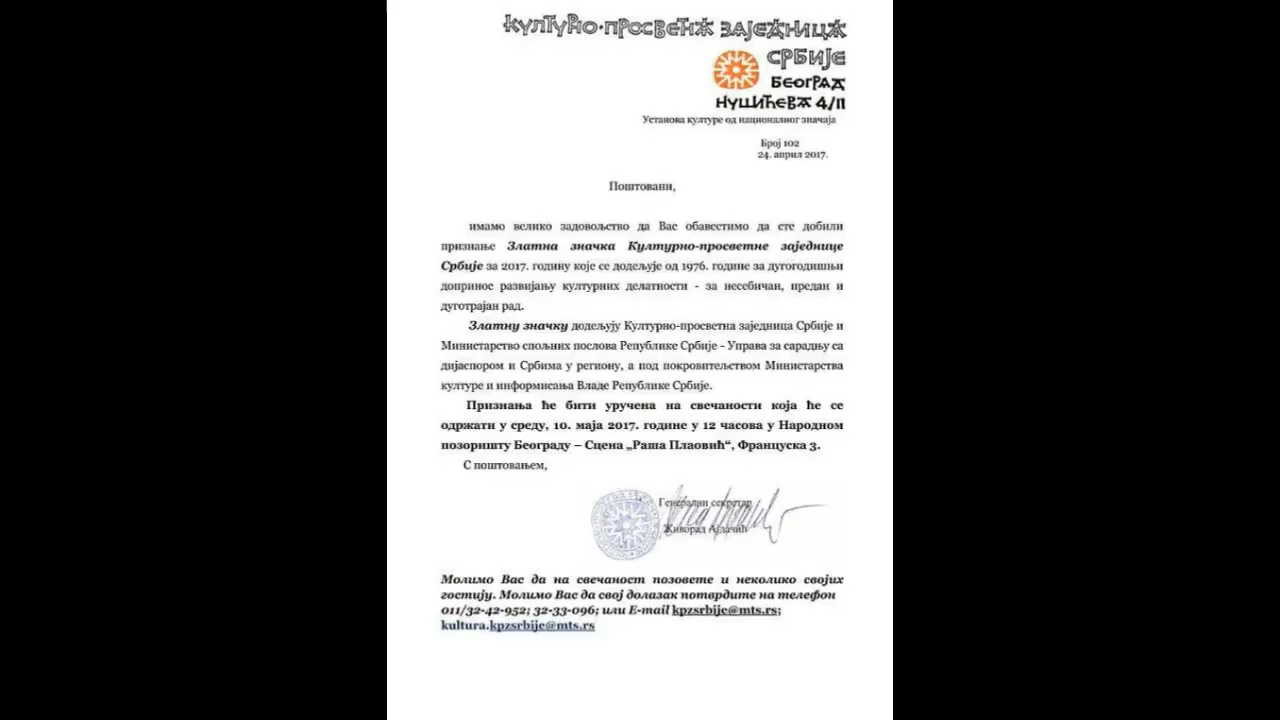 КУЛТУРНО-ПРОСВЕТНА ЗАЈЕДНИЦА
СРБИЈЕ
БЕОГРАД
НУШИЋЕВА 4/II
Установа културе од националног значаја
Број 102
24. април 2017.
Поштовани,
имамо велико задовољство да Вас обавестимо да сте добили
признање Златна значка Културно-просветне заједнице
Србије за 2017. годину које се додељује од 1976. године за дугогодишњи
допринос развијању културних делатности - за несебичан, предан и
дуготрајан рад.
Златну значку додељују Културно-просветна заједница Србије и
Министарство спољних послова Републике Србије - Управа за сарадњу са
дијаспором и Србима у региону, а под покровитељством Министарства
културе и информисања Владе Републике Србије.
Признања ће бити уручена на свечаности која ће се
одржати у среду, 10. маја 2017. године у 12 часова у Народном
позоришту Београду – Сцена „Раша Плаовић“, Француска 3.
С поштовањем,
Генерални секретар
Живорад Ајдачић
Молимо Вас да на свечаност позовете и неколико својих
гостију. Молимо Вас да свој долазак потврдите на телефон
011/32-42-952; 32-33-096; или E-mail kpzsrbije@mts.rs;
kultura.kpzsrbije@mts.rs